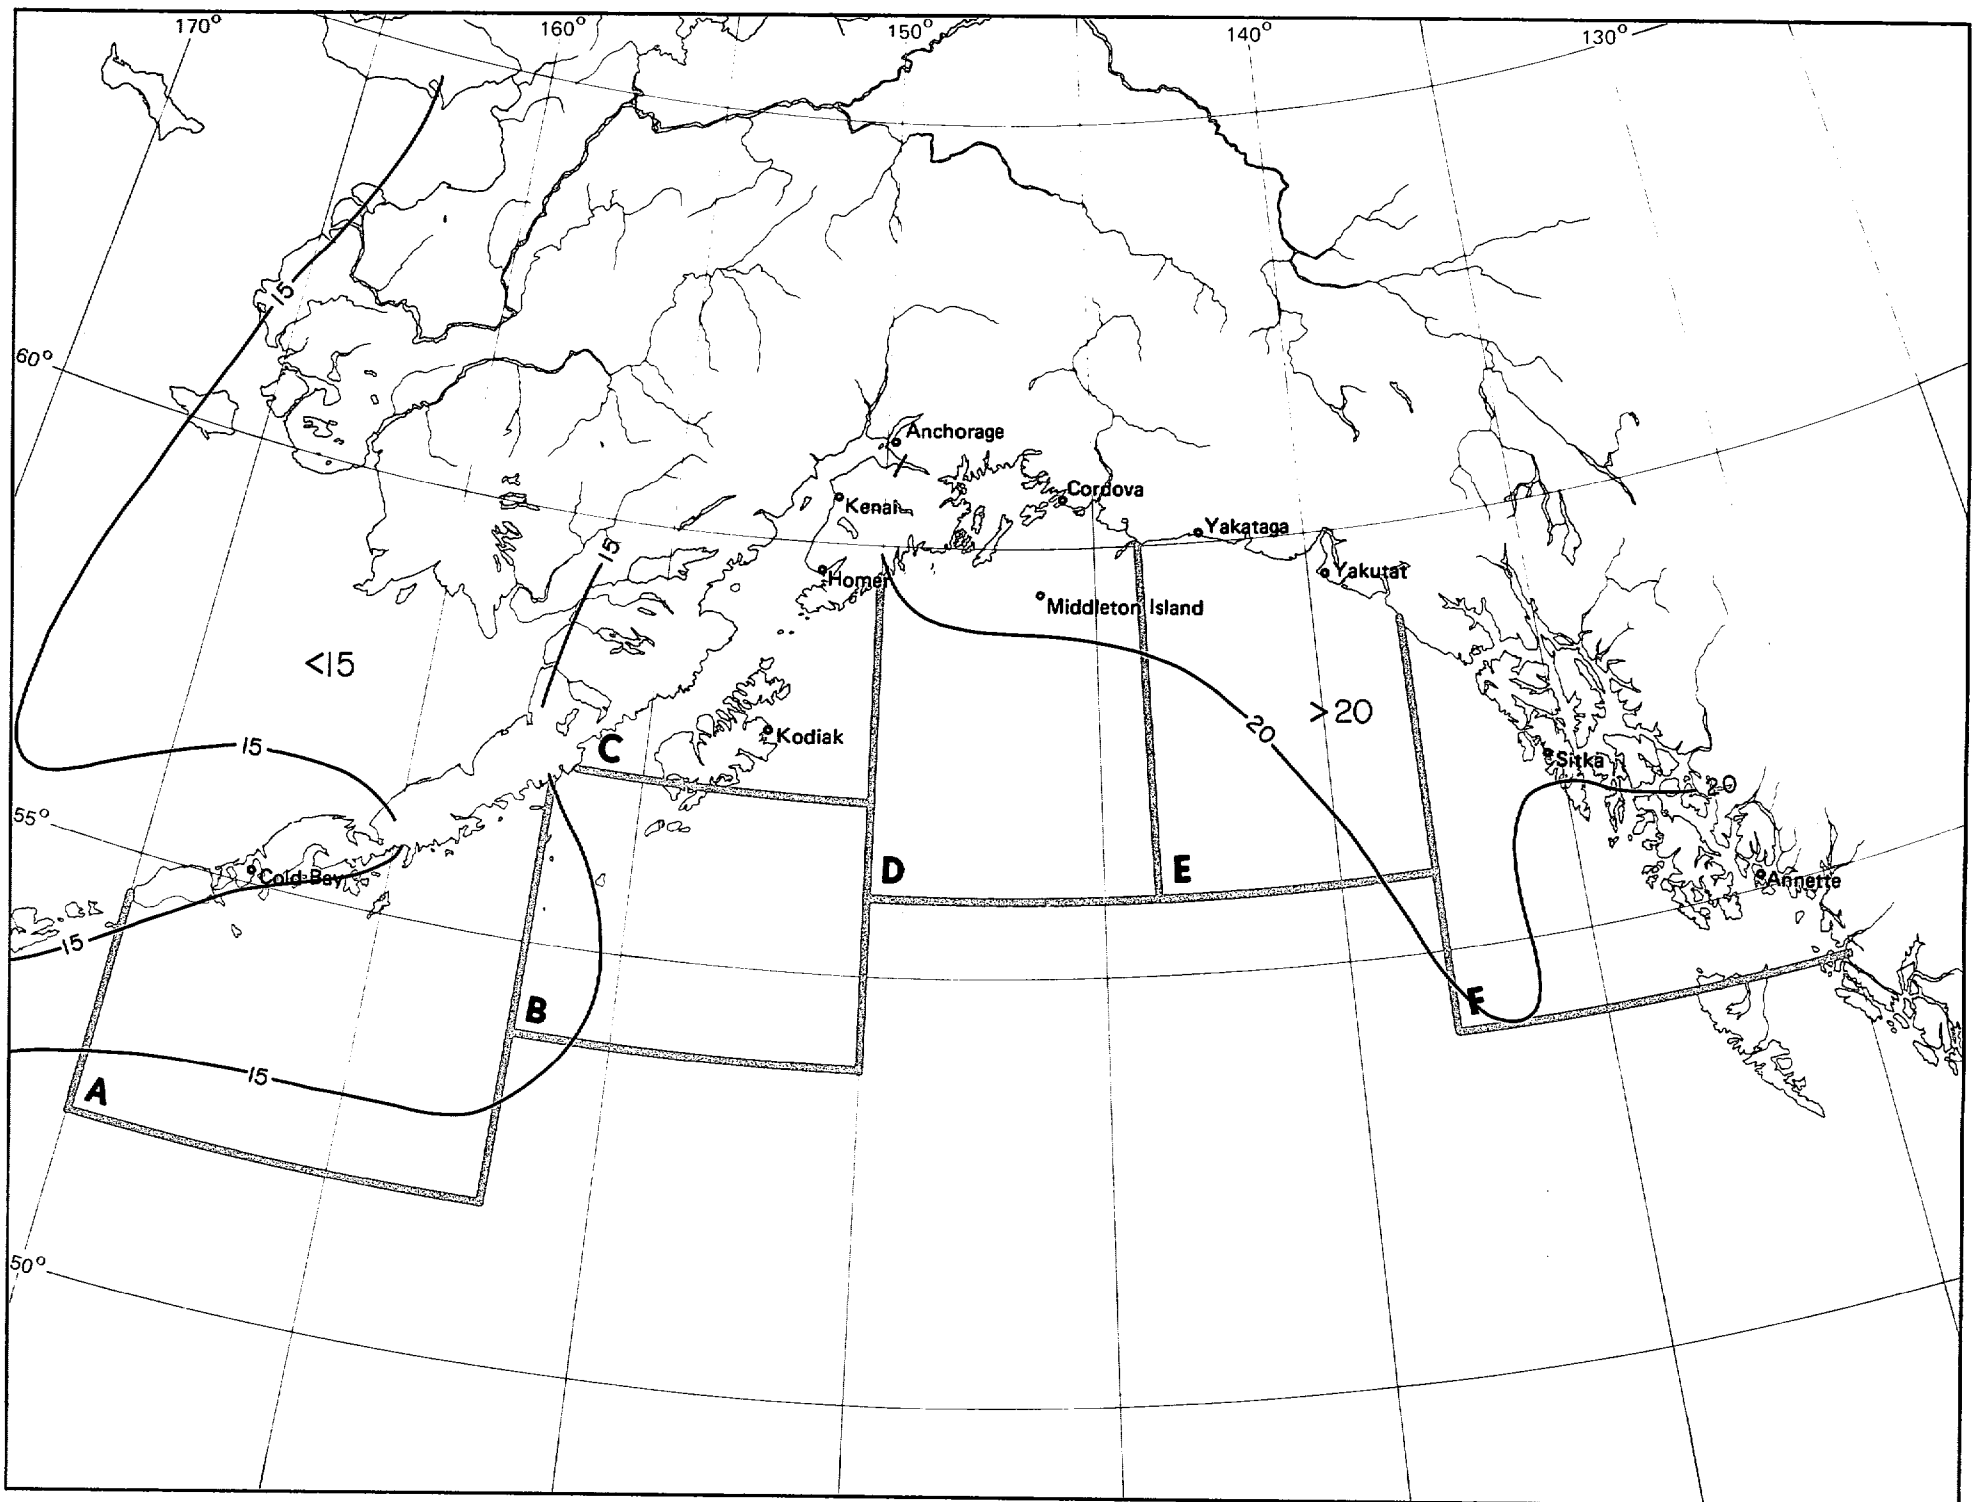 170°
160°
150°
140°
130°
15
60°
Anchorage
Kenai
Cordova
Yakataga
15
Homer
Yakutat
Middleton Island
<15
>20
20
Kodiak
C
15
Sitka
20
55°
Cold Bay
D
E
Annette
15
B
F
15
A
50°